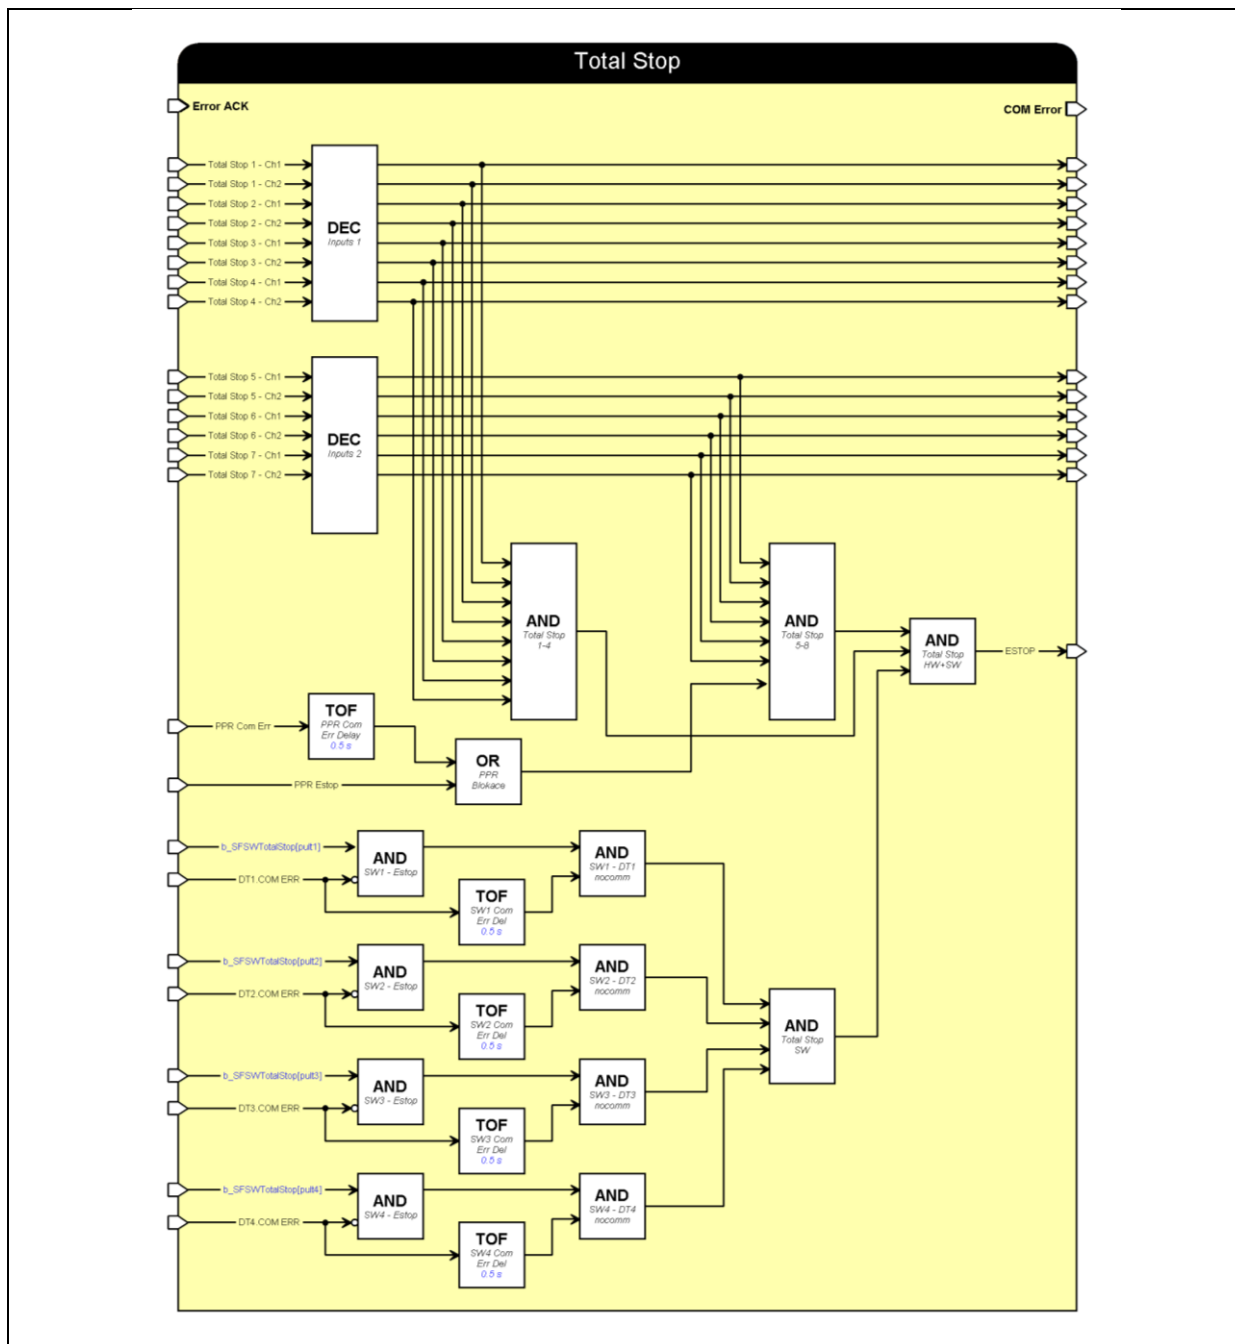 Total Stop
Error ACK
COM Error
Total Stop 1 - Ch1
Total Stop 1 - Ch2
Total Stop 2 - Ch1
Total Stop 2 - Ch2
Total Stop 3 - Ch1
Total Stop 3 - Ch2
Total Stop 4 - Ch1
Total Stop 4 - Ch2
DEC
Inputs 1
Total Stop 5 - Ch1
Total Stop 5 - Ch2
Total Stop 6 - Ch1
Total Stop 6 - Ch2
Total Stop 7 - Ch1
Total Stop 7 - Ch2
DEC
Inputs 2
AND
Total Stop
1-4
AND
Total Stop
5-8
AND
Total Stop
HW+SW
ESTOP
PPR Com Err
TOF
PPR Com
Err Delay
0.5 s
OR
PPR
Blokace
PPR Estop
b_SFSWTotalStop[pult1]
DT1.COM ERR
AND
SW1 - Estop
TOF
SW1 Com
Err Del
0.5 s
AND
SW1 - DT1
nocomm
b_SFSWTotalStop[pult2]
DT2.COM ERR
AND
SW2 - Estop
TOF
SW2 Com
Err Del
0.5 s
AND
SW2 - DT2
nocomm
AND
Total Stop
SW
b_SFSWTotalStop[pult3]
DT3.COM ERR
AND
SW3 - Estop
TOF
SW3 Com
Err Del
0.5 s
AND
SW3 - DT3
nocomm
b_SFSWTotalStop[pult4]
DT4.COM ERR
AND
SW4 - Estop
TOF
SW4 Com
Err Del
0.5 s
AND
SW4 - DT4
nocomm